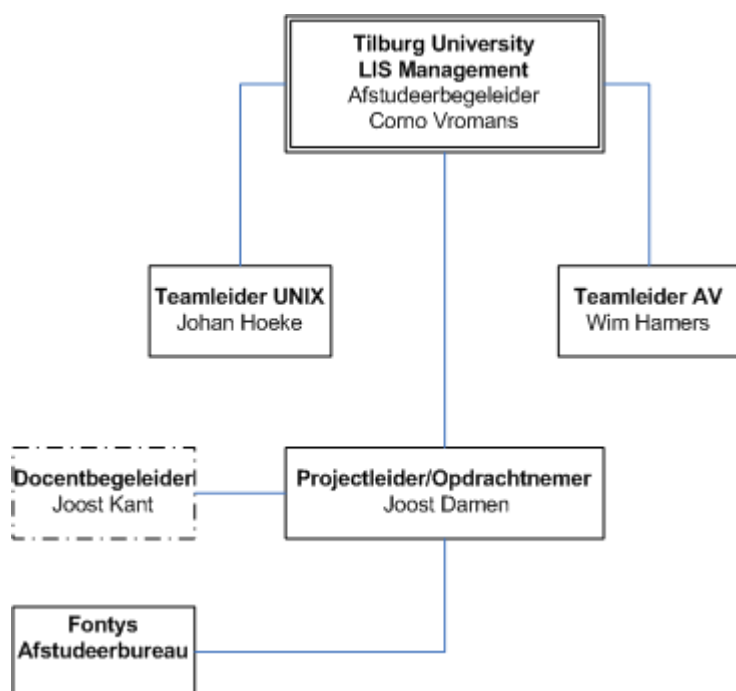 Tilburg University
LIS Management
Afstudeerbegeleider
Corno Vromans
Teamleider UNIX
Johan Hoeke
Teamleider AV
Wim Hamers
Docentbegeleider
Joost Kant
Projectleider/Opdrachtnemer
Joost Damen
Fontys
Afstudeerbureau